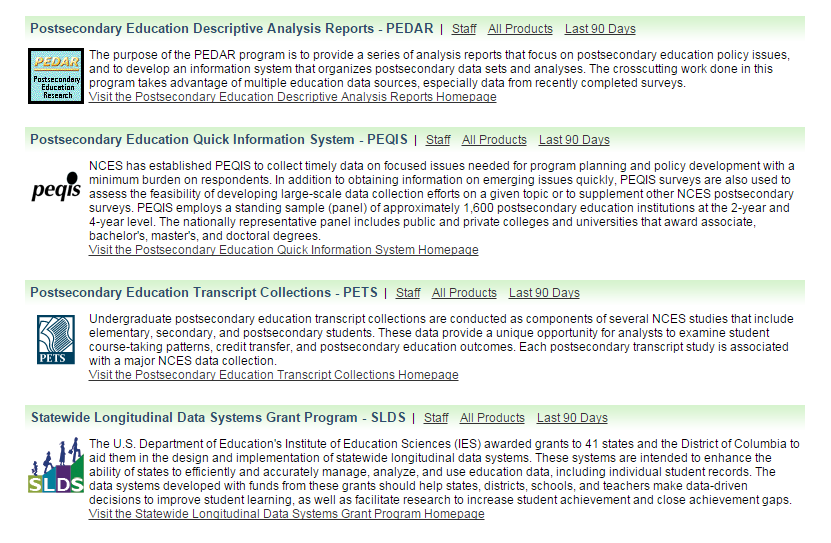 Postsecondary Education Descriptive Analysis Reports - PEDAR | Staff All Products Last 90 Days
PEDAR
Postsecondary
Education
Research
The purpose of the PEDAR program is to provide a series of analysis reports that focus on postsecondary education policy issues,
and to develop an information system that organizes postsecondary data sets and analyses. The crosscutting work done in this
program takes advantage of multiple education data sources, especially data from recently completed surveys.
Visit the Postsecondary Education Descriptive Analysis Reports Homepage
Postsecondary Education Quick Information System - PEQIS | Staff All Products Last 90 Days
peqis
NCES has established PEQIS to collect timely data on focused issues needed for program planning and policy development with a
minimum burden on respondents. In addition to obtaining information on emerging issues quickly, PEQIS surveys are also used to
assess the feasibility of developing large-scale data collection efforts on a given topic or to supplement other NCES postsecondary
surveys. PEQIS employs a standing sample (panel) of approximately 1,600 postsecondary education institutions at the 2-year and
4-year level. The nationally representative panel includes public and private colleges and universities that award associate,
bachelor's, master's, and doctoral degrees.
Visit the Postsecondary Education Quick Information System Homepage
Postsecondary Education Transcript Collections - PETS | Staff All Products Last 90 Days
PETS
Undergraduate postsecondary education transcript collections are conducted as components of several NCES studies that include
elementary, secondary, and postsecondary students. These data provide a unique opportunity for analysts to examine student
course-taking patterns, credit transfer, and postsecondary education outcomes. Each postsecondary transcript study is associated
with a major NCES data collection.
Visit the Postsecondary Education Transcript Collections Homepage
Statewide Longitudinal Data Systems Grant Program - SLDS | Staff All Products Last 90 Days
SLDS
The U.S. Department of Education's Institute of Education Sciences (IES) awarded grants to 41 states and the District of Columbia to
aid them in the design and implementation of statewide longitudinal data systems. These systems are intended to enhance the
ability of states to efficiently and accurately manage, analyze, and use education data, including individual student records. The
data systems developed with funds from these grants should help states, districts, schools, and teachers make data-driven
decisions to improve student learning, as well as facilitate research to increase student achievement and close achievement gaps.
Visit the Statewide Longitudinal Data Systems Grant Program Homepage